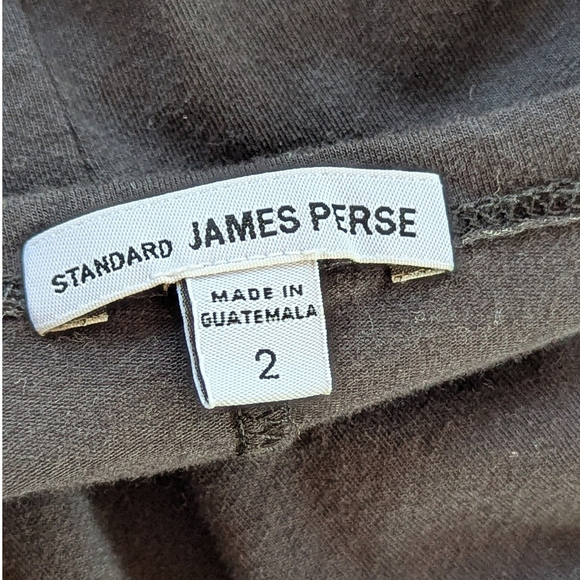 STANDARD JAMES PERSE
MADE IN
GUATEMALA
2